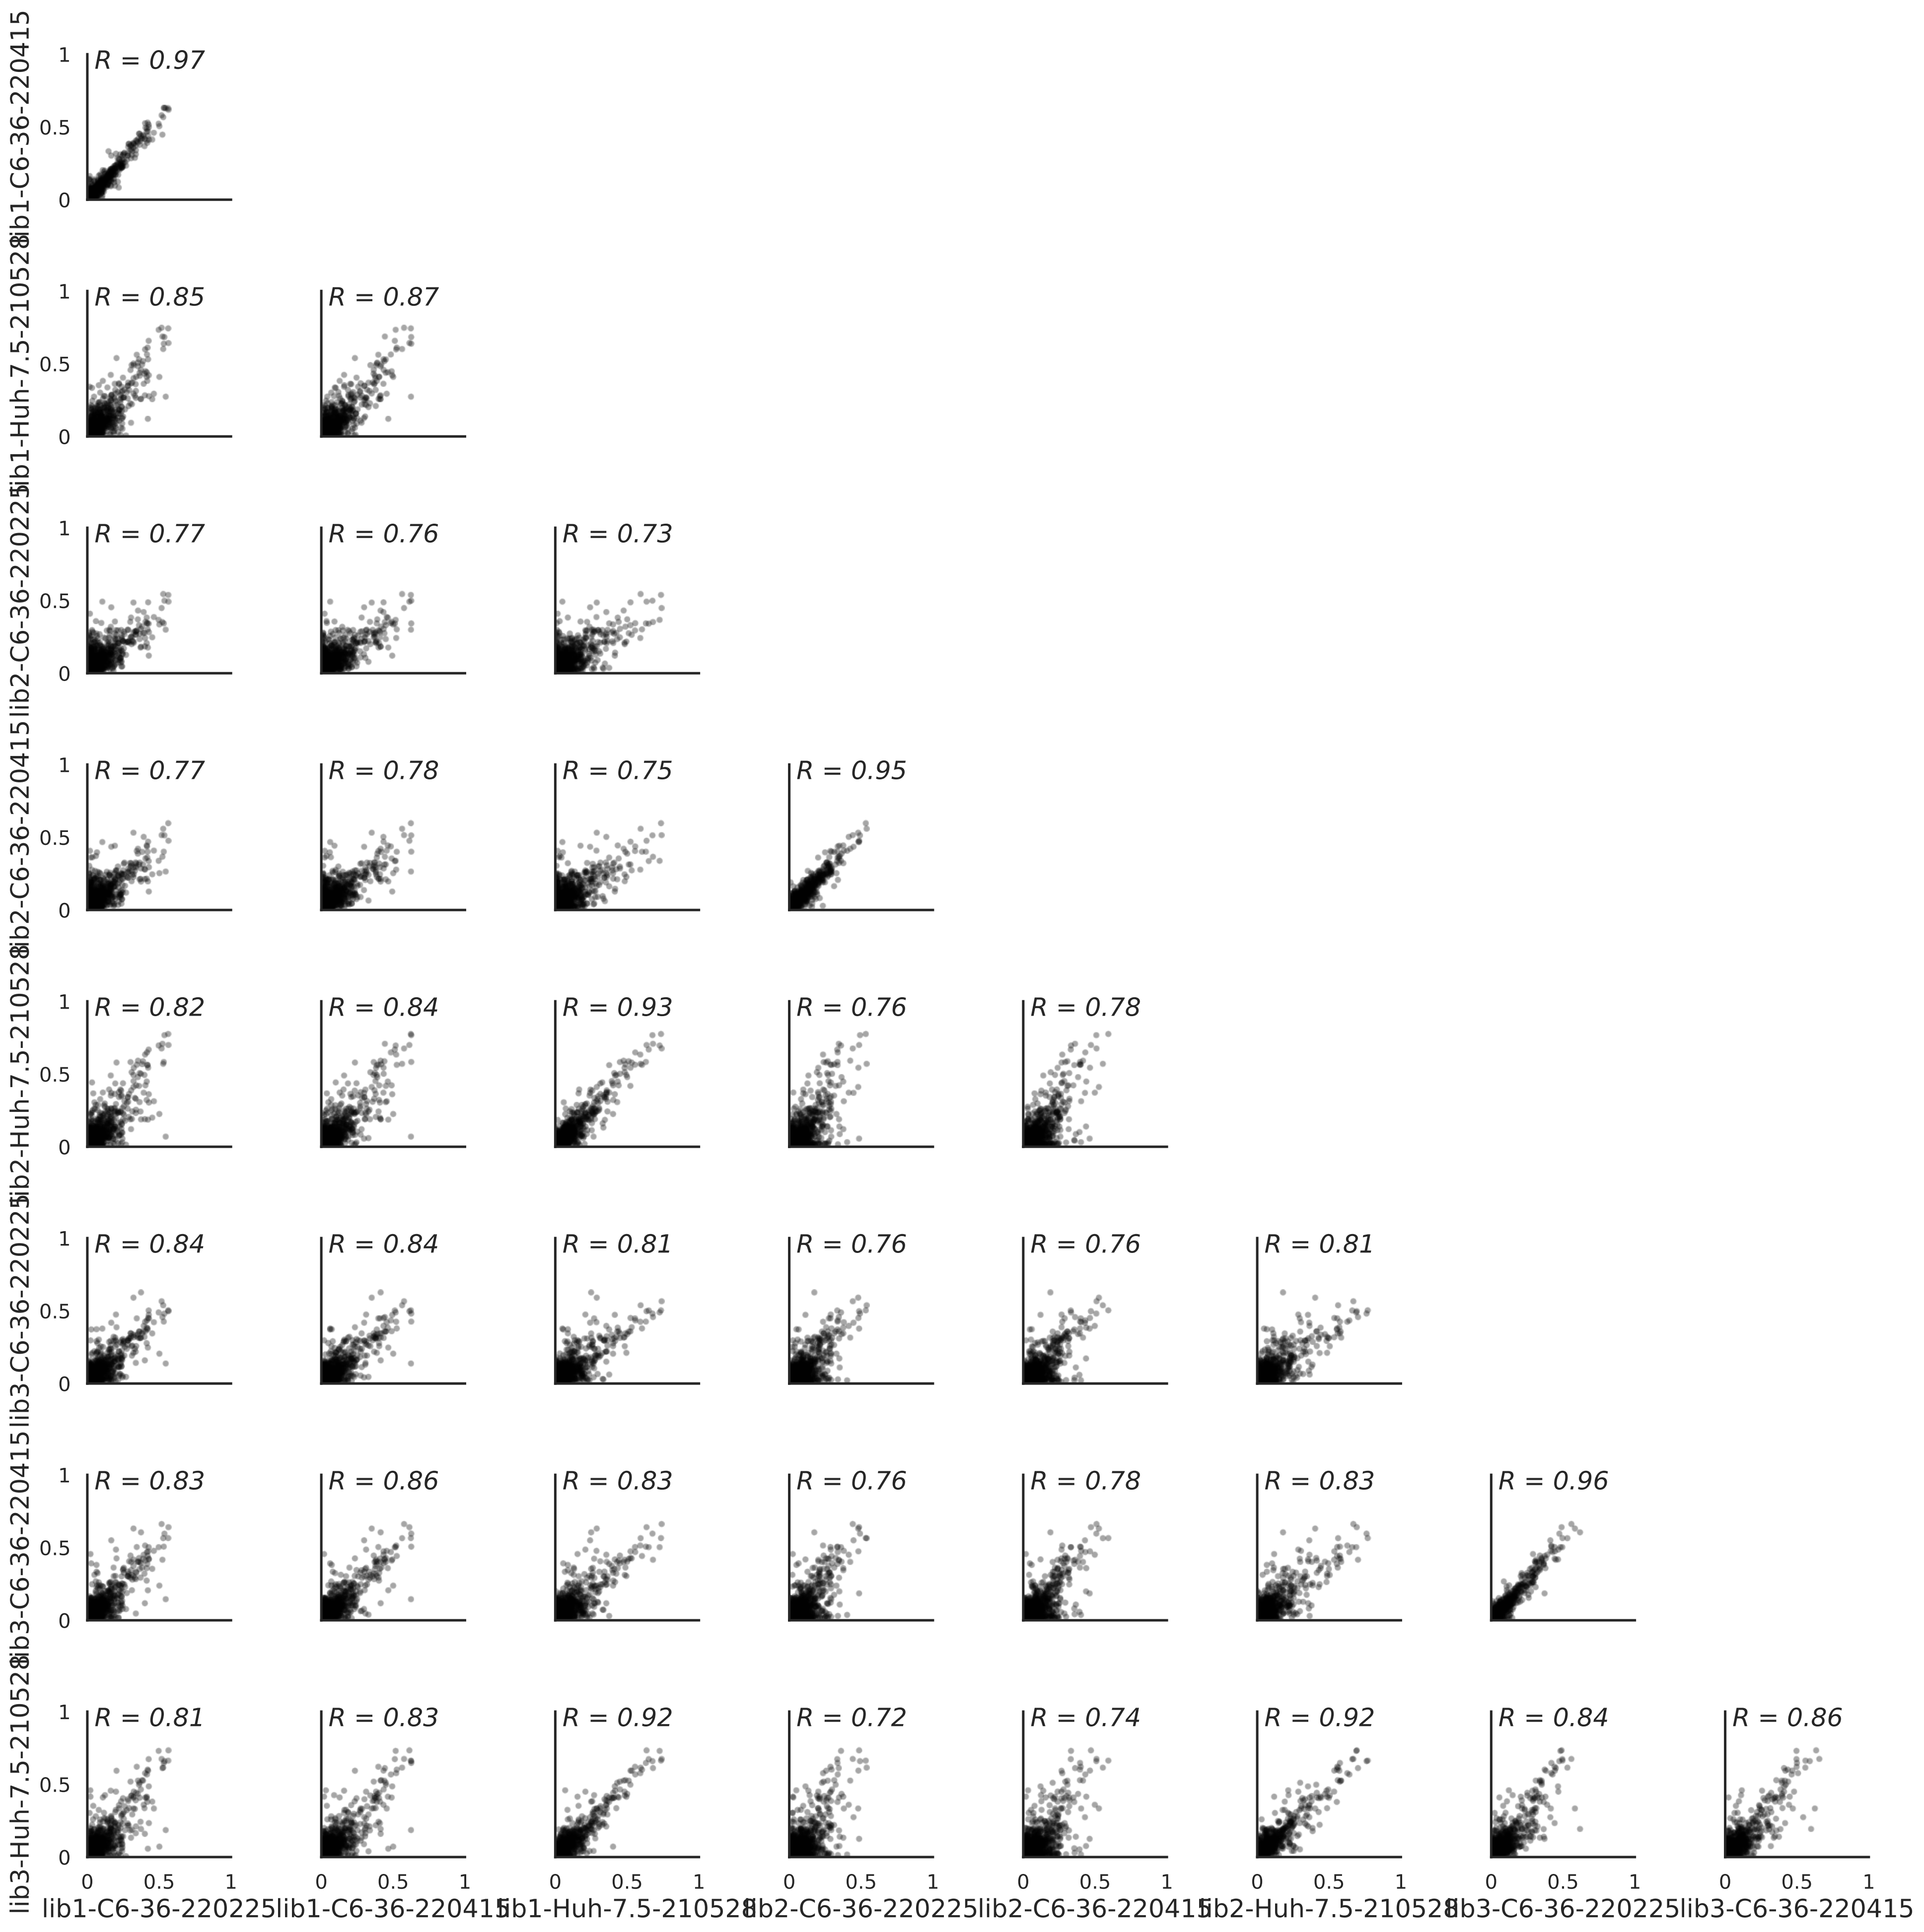 lib1-C6-36-220415
1
0.5
0
R = 0.97
lib1-Huh-7.5-210528
1
0.5
0
R = 0.85
R = 0.87
lib2-C6-36-220225
1
0.5
0
R = 0.77
R = 0.76
R = 0.73
lib2-C6-36-220415
1
0.5
0
R = 0.77
R = 0.78
R = 0.75
R = 0.95
lib2-Huh-7.5-210528
1
0.5
0
R = 0.82
R = 0.84
R = 0.93
R = 0.76
R = 0.78
lib3-C6-36-220225
1
0.5
0
R = 0.84
R = 0.84
R = 0.81
R = 0.76
R = 0.76
R = 0.81
lib3-C6-36-220415
1
0.5
0
R = 0.83
R = 0.86
R = 0.83
R = 0.76
R = 0.78
R = 0.83
R = 0.96
lib3-Huh-7.5-210528
1
0.5
0
R = 0.81
R = 0.83
R = 0.92
R = 0.72
R = 0.74
R = 0.92
R = 0.84
R = 0.86
0 0.5 1
0 0.5 1
0 0.5 1
0 0.5 1
0 0.5 1
0 0.5 1
0 0.5 1
0 0.5 1
lib1-C6-36-220225
lib1-C6-36-220415
lib1-Huh-7.5-210528
lib2-C6-36-220225
lib2-C6-36-220415
lib2-Huh-7.5-210528
lib3-C6-36-220225
lib3-C6-36-220415